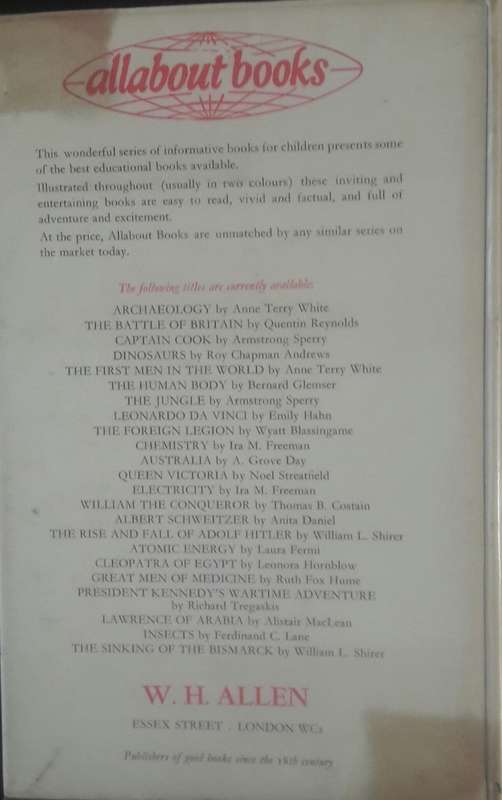 allabout books
This wonderful series of informative books for children presents some
of the best educational books available.
Illustrated throughout (usually in two colours) these inviting and
entertaining books are easy to read, vivid and factual, and full of
adventure and excitement.
At the price, Allabout Books are unmatched by any similar series on
the market today.
The following titles are currently available:
ARCHAEOLOGY by Anne Terry White
THE BATTLE OF BRITAIN by Quentin Reynolds
CAPTAIN COOK by Armstrong Sperry
DINOSAURS by Roy Chapman Andrews
THE FIRST MEN IN THE WORLD by Anne Terry White
THE HUMAN BODY by Bernard Glemser
THE JUNGLE by Armstrong Sperry
LEONARDO DA VINCI by Emily Hahn
THE FOREIGN LEGION by Wyatt Blassingame
CHEMISTRY by Ira M. Freeman
AUSTRALIA by A. Grove Day
QUEEN VICTORIA by Noel Streatfield
ELECTRICITY by Ira M. Freeman
WILLIAM THE CONQUEROR by Thomas B. Costain
ALBERT SCHWEITZER by Anita Daniel
THE RISE AND FALL OF ADOLF HITLER by William L. Shirer
ATOMIC ENERGY by Laura Fermi
CLEOPATRA OF EGYPT by Leonora Hornblow
GREAT MEN OF MEDICINE by Ruth Fox Hume
PRESIDENT KENNEDY'S WARTIME ADVENTURE
by Richard Tregaskis
LAWRENCE OF ARABIA by Alistair MacLean
INSECTS by Ferdinand C. Lane
THE SINKING OF THE BISMARCK by William L. Shirer
W. H. ALLEN
ESSEX STREET . LONDON WC2
Publishers of good books since the 18th century